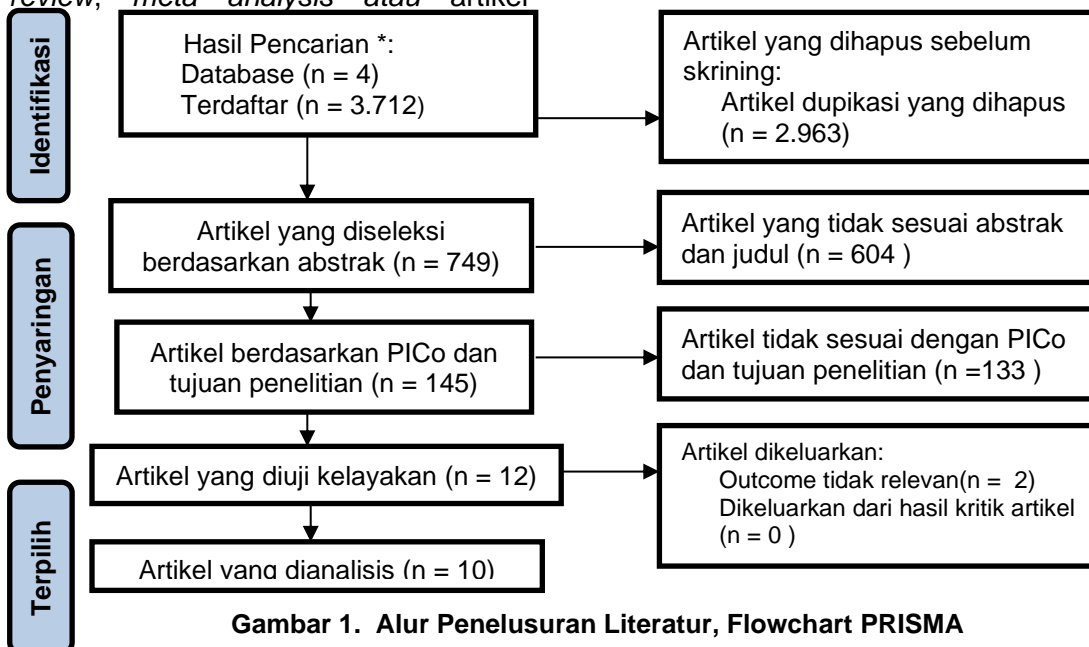 review, meta analysis atau artikel
Identifikasi
Hasil Pencarian *:
Database (n = 4)
Terdaftar (n = 3.712)
Artikel yang dihapus sebelum
skrining:
Artikel dupikasi yang dihapus
(n = 2.963)
Penyaringan
Artikel yang diseleksi
berdasarkan abstrak (n = 749)
Artikel yang tidak sesuai abstrak
dan judul (n = 604 )
Artikel berdasarkan PICo dan
tujuan penelitian (n = 145)
Artikel tidak sesuai dengan PICo
dan tujuan penelitian (n =133 )
Artikel yang diuji kelayakan (n = 12)
Artikel dikeluarkan:
Outcome tidak relevan(n = 2)
Dikeluarkan dari hasil kritik artikel
(n = 0 )
Terpilih
Artikel yang dianalisis (n = 10)
Gambar 1. Alur Penelusuran Literatur, Flowchart PRISMA